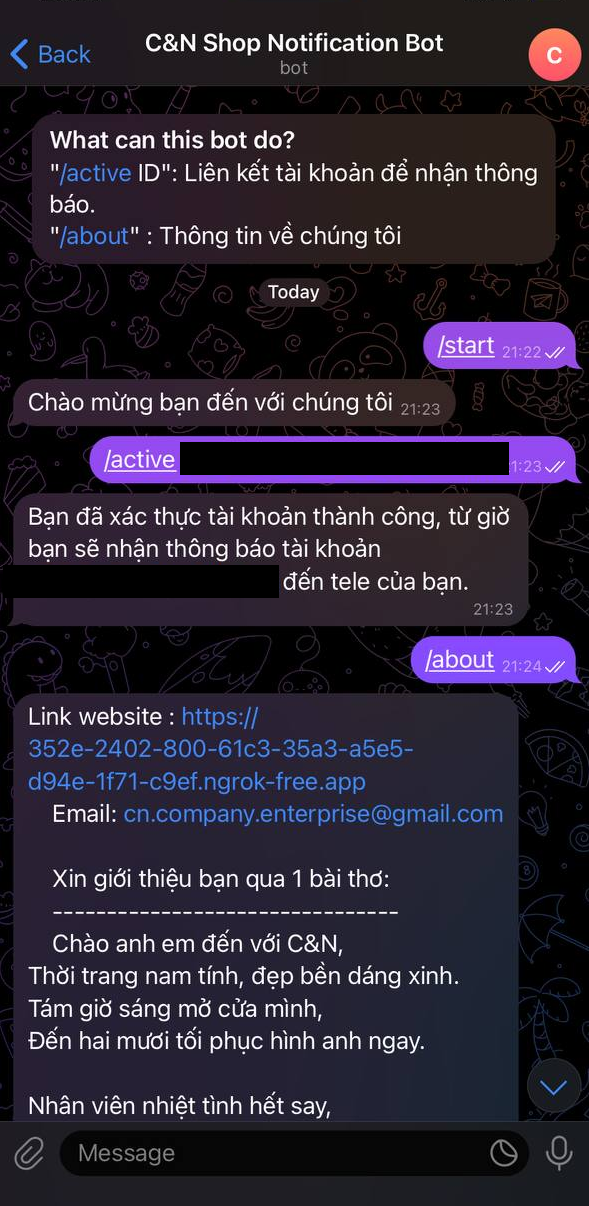 Back
C&N Shop Notification Bot
bot
C
What can this bot do?
"/active ID": Liên kết tài khoản để nhận thông
báo.
"/about" : Thông tin về chúng tôi
Today
/start 21:22
Chào mừng bạn đến với chúng tôi 21:23
/active 1:23
Bạn đã xác thực tài khoản thành công, từ giờ
bạn sẽ nhận thông báo tài khoản
đến tele của bạn.
21:23
/about 21:24
Link website : https://
352e-2402-800-61c3-35a3-a5e5-
d94e-1f71-c9ef.ngrok-free.app
Email: cn.company.enterprise@gmail.com
Xin giới thiệu bạn qua 1 bài thơ:
--------------------------------
Chào anh em đến với C&N,
Thời trang nam tính, đẹp bền dáng xinh.
Tám giờ sáng mở cửa mình,
Đến hai mươi tối phục hình anh ngay.
Nhân viên nhiệt tình hết say,
Message